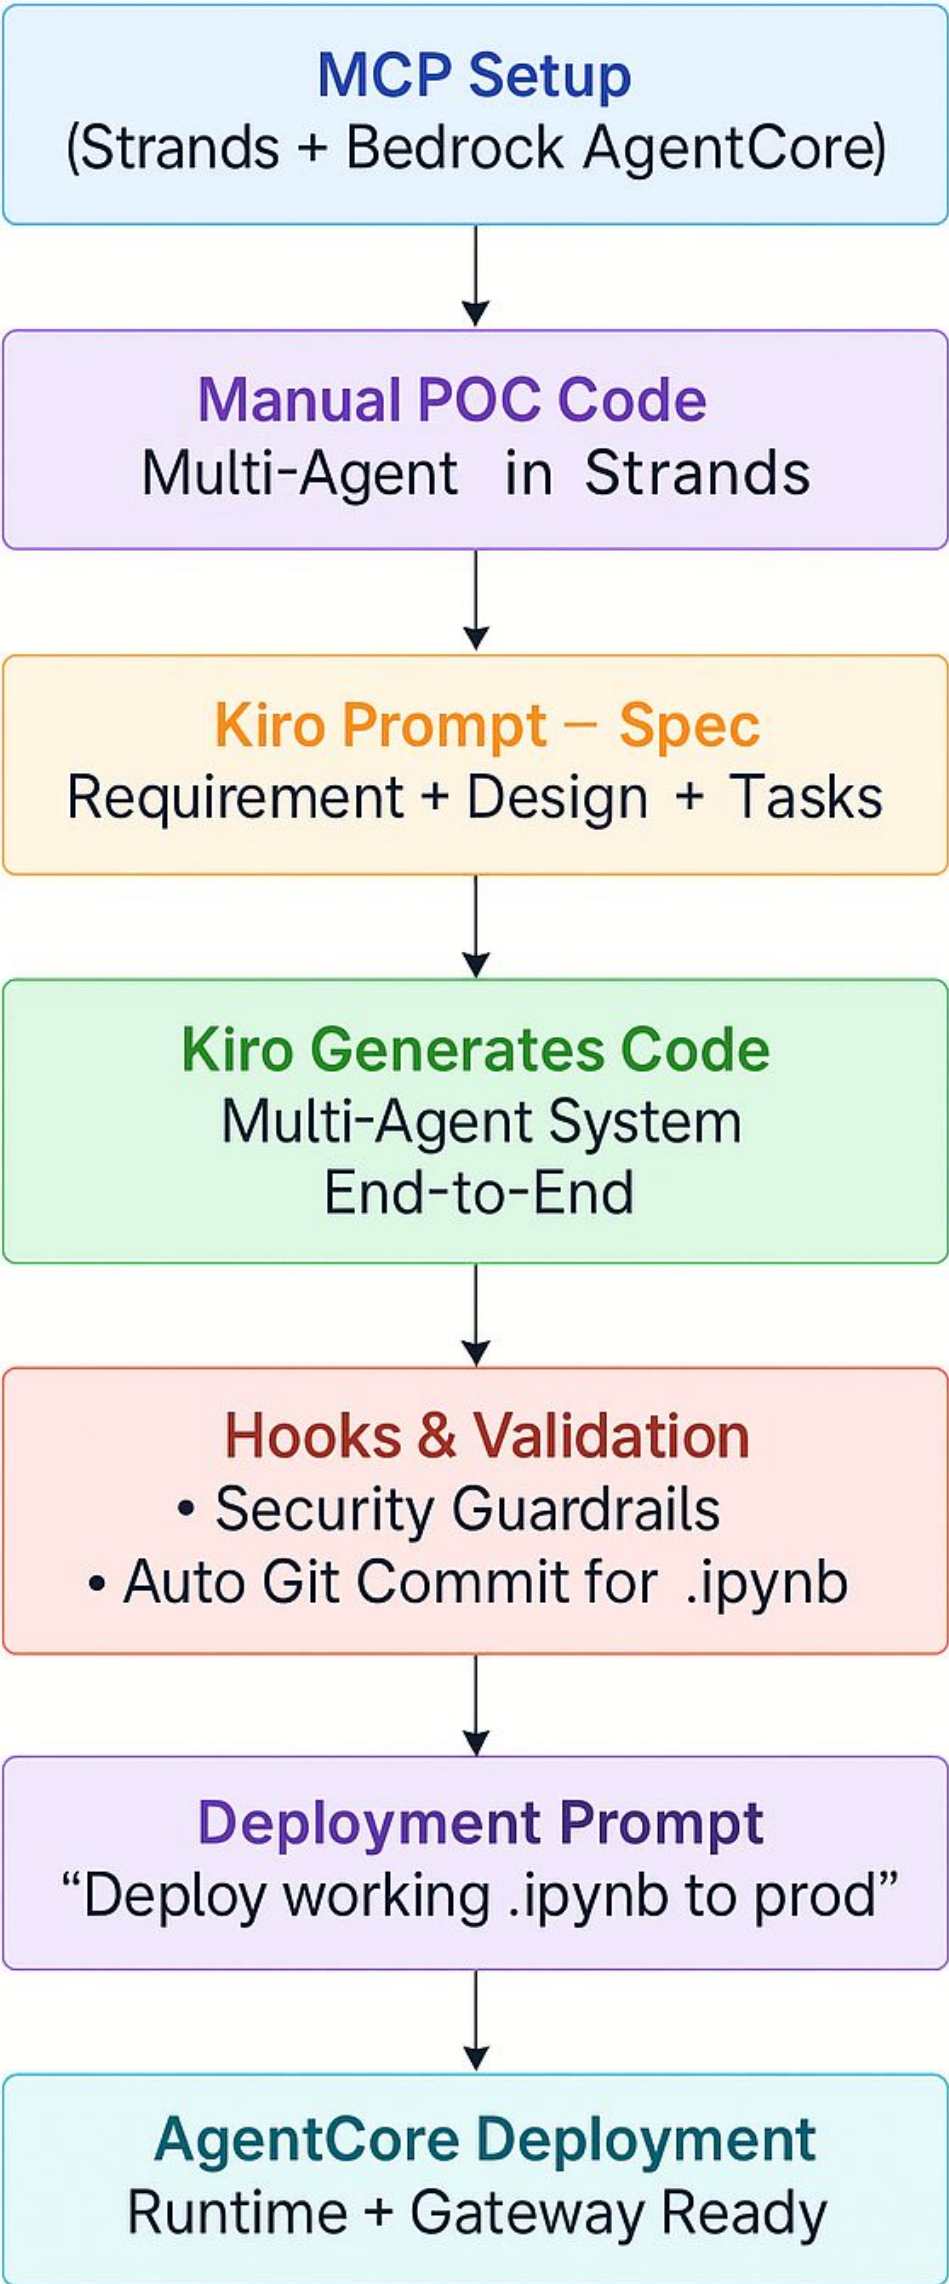 MCP Setup
(Strands + Bedrock AgentCore)
Manual POC Code
Multi-Agent in Strands
Kiro Prompt – Spec
Requirement + Design + Tasks
Kiro Generates Code
Multi-Agent System
End-to-End
Hooks & Validation
• Security Guardrails
• Auto Git Commit for .ipynb
Deployment Prompt
“Deploy working .ipynb to prod”
AgentCore Deployment
Runtime + Gateway Ready